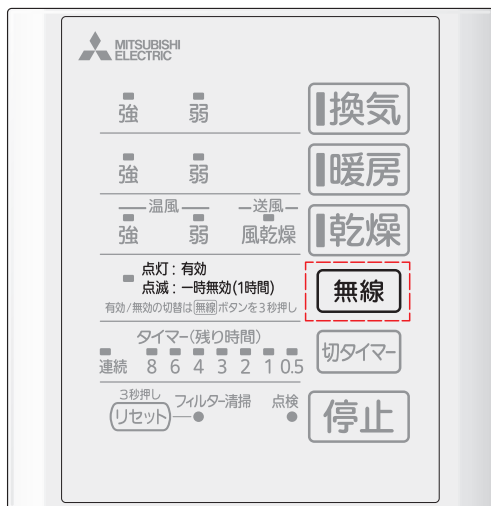 MITSUBISHI
ELECTRIC
強 弱 換気
強 弱 暖房
温風 送風
強 弱 風乾燥 乾燥
点灯：有効
点滅：一時無効(1時間)
有効/無効の切替は無線ボタンを3秒押し
無線
タイマー(残り時間)
連続 8 6 4 3 2 1 0.5
切タイマー
3秒押し
リセット フィルター清掃 点検
停止